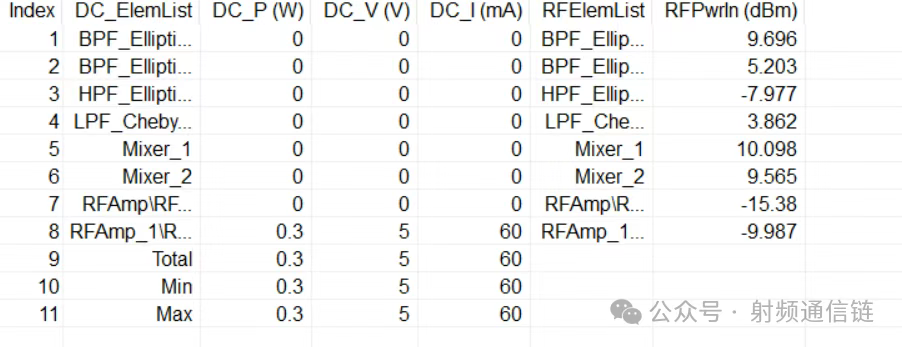 Index DC_ElemList DC_P (W) DC_V (V) DC_I (mA) RFElemList RFPwrIn (dBm)
1 BPF_Ellipti... 0 0 0 BPF_Ellip... 9.696
2 BPF_Ellipti... 0 0 0 BPF_Ellip... 5.203
3 HPF_Ellipti... 0 0 0 HPF_Ellip... -7.977
4 LPF_Cheby... 0 0 0 LPF_Che... 3.862
5 Mixer_1 0 0 0 Mixer_1 10.098
6 Mixer_2 0 0 0 Mixer_2 9.565
7 RFAmp\RF... 0 0 0 RFAmp\R... -15.38
8 RFAmp_1\R... 0.3 5 60 RFAmp_1... -9.987
9 Total 0.3 5 60
10 Min 0.3 5 60
11 Max 0.3 5 60
公众号 · 射频通信链